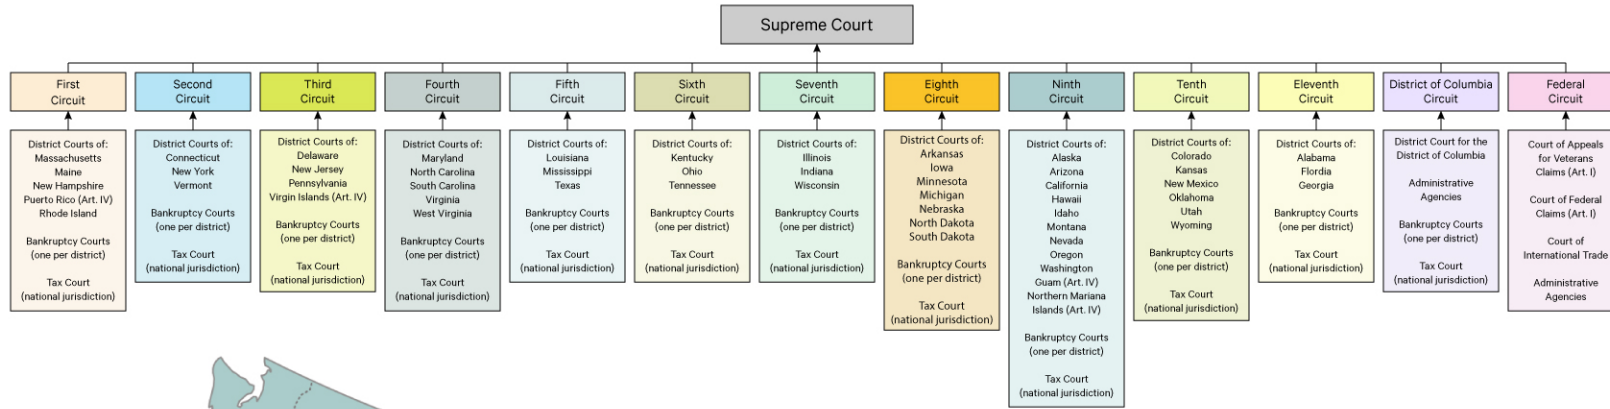 Supreme Court
First
Circuit
Second
Circuit
Third
Circuit
Fourth
Circuit
Fifth
Circuit
Sixth
Circuit
Seventh
Circuit
Eighth
Circuit
Ninth
Circuit
Tenth
Circuit
Eleventh
Circuit
District of Columbia
Circuit
Federal
Circuit
District Courts of:
Massachusetts
Maine
New Hampshire
Puerto Rico (Art. IV)
Rhode Island
Bankruptcy Courts
(one per district)
Tax Court
(national jurisdiction)
District Courts of:
Connecticut
New York
Vermont
Bankruptcy Courts
(one per district)
Tax Court
(national jurisdiction)
District Courts of:
Delaware
New Jersey
Pennsylvania
Virgin Islands (Art. IV)
Bankruptcy Courts
(one per district)
Tax Court
(national jurisdiction)
District Courts of:
Maryland
North Carolina
South Carolina
Virginia
West Virginia
Bankruptcy Courts
(one per district)
Tax Court
(national jurisdiction)
District Courts of:
Louisiana
Mississippi
Texas
Bankruptcy Courts
(one per district)
Tax Court
(national jurisdiction)
District Courts of:
Kentucky
Ohio
Tennessee
Bankruptcy Courts
(one per district)
Tax Court
(national jurisdiction)
District Courts of:
Illinois
Indiana
Wisconsin
Bankruptcy Courts
(one per district)
Tax Court
(national jurisdiction)
District Courts of:
Arkansas
Iowa
Minnesota
Michigan
Nebraska
North Dakota
South Dakota
Bankruptcy Courts
(one per district)
Tax Court
(national jurisdiction)
District Courts of:
Alaska
Arizona
California
Hawaii
Idaho
Montana
Nevada
Oregon
Washington
Guam (Art. IV)
Northern Mariana
Islands (Art. IV)
Bankruptcy Courts
(one per district)
Tax Court
(national jurisdiction)
District Courts of:
Colorado
Kansas
New Mexico
Oklahoma
Utah
Wyoming
Bankruptcy Courts
(one per district)
Tax Court
(national jurisdiction)
District Courts of:
Alabama
Flordia
Georgia
Bankruptcy Courts
(one per district)
Tax Court
(national jurisdiction)
District Court for the
District of Columbia
Administrative
Agencies
Bankruptcy Courts
(one per district)
Tax Court
(national jurisdiction)
Court of Appeals
for Veterans
Claims (Art. I)
Court of Federal
Claims (Art. I)
Court of
International Trade
Administrative
Agencies